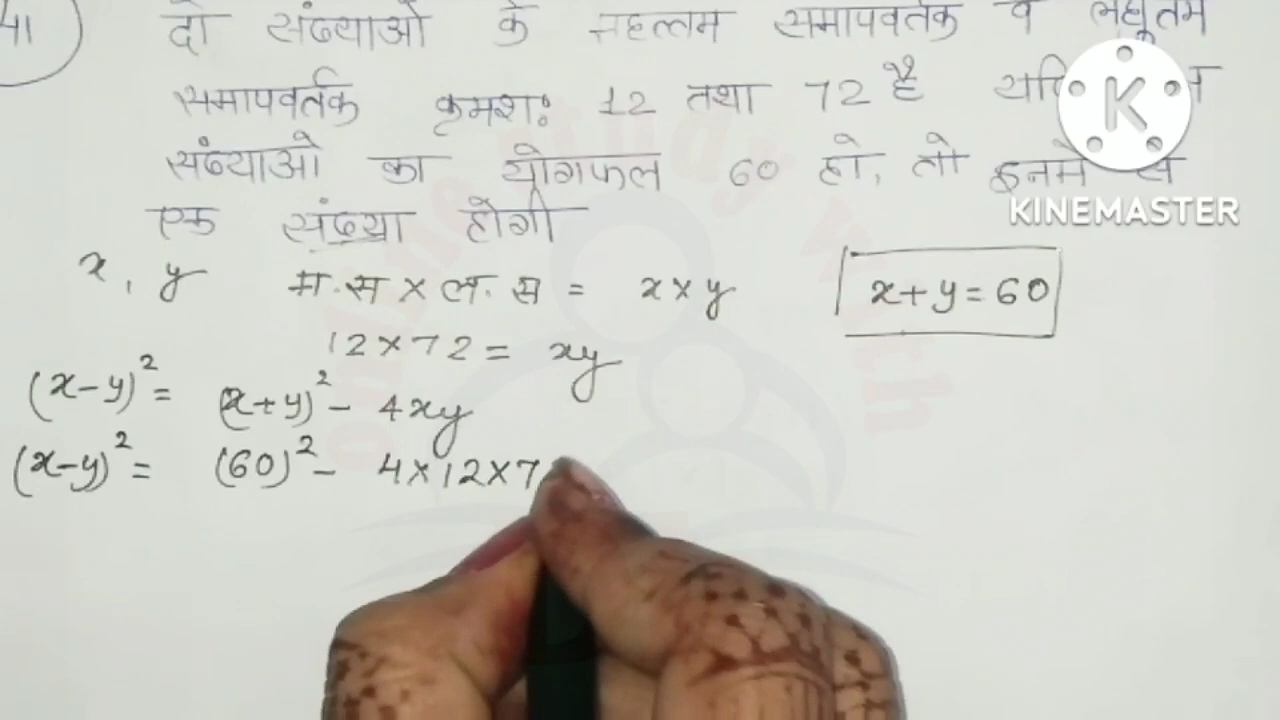 41
दो संख्याओ के महत्तम समापवर्तक व लघुतम
समापवर्तक क्रमशः 12 तथा 72 है
संख्याओ का योगफल 60 हो, तो इनमे से
एक संख्या होगी
KINEMASTER
x, y म.स × ल.स = x × y
x + y = 60
12 × 72 = xy
(x-y)² = (x+y)² - 4xy
(x-y)² = (60)² - 4×12×7